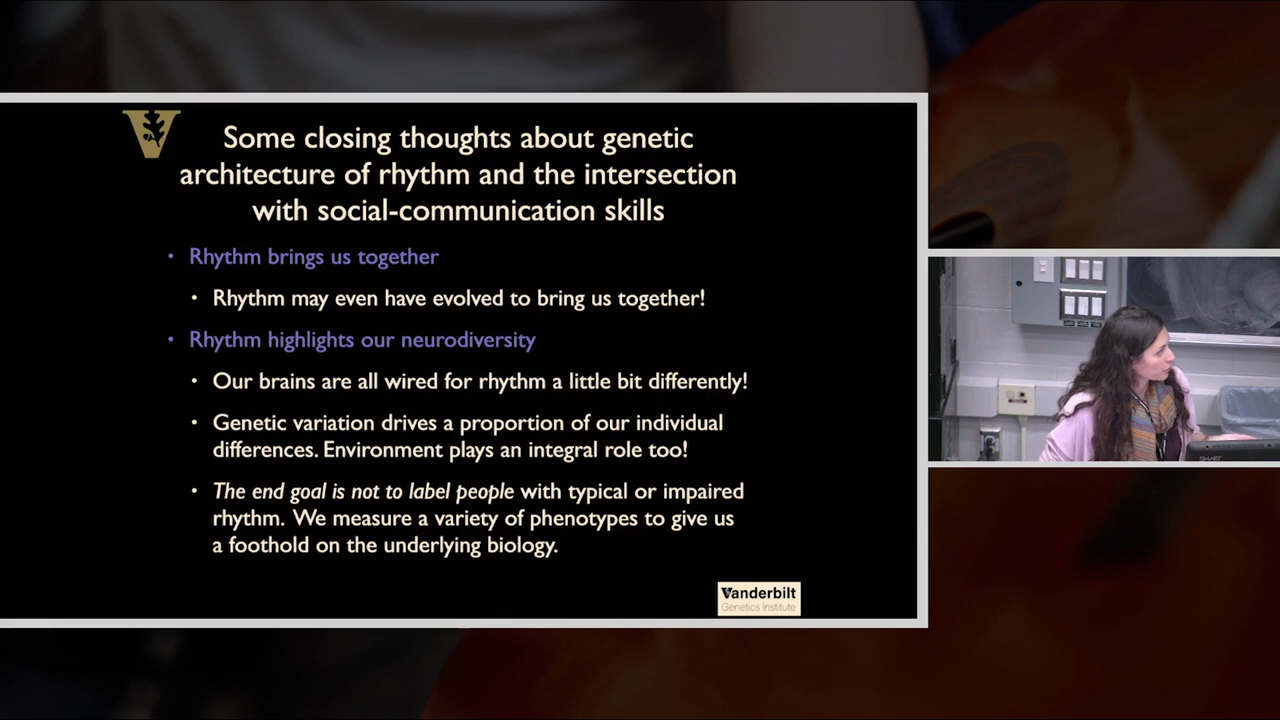 Some closing thoughts about genetic
architecture of rhythm and the intersection
with social-communication skills
• Rhythm brings us together
• Rhythm may even have evolved to bring us together!
• Rhythm highlights our neurodiversity
• Our brains are all wired for rhythm a little bit differently!
• Genetic variation drives a proportion of our individual
differences. Environment plays an integral role too!
• The end goal is not to label people with typical or impaired
rhythm. We measure a variety of phenotypes to give us
a foothold on the underlying biology.
Vanderbilt
Genetics Institute
SMART